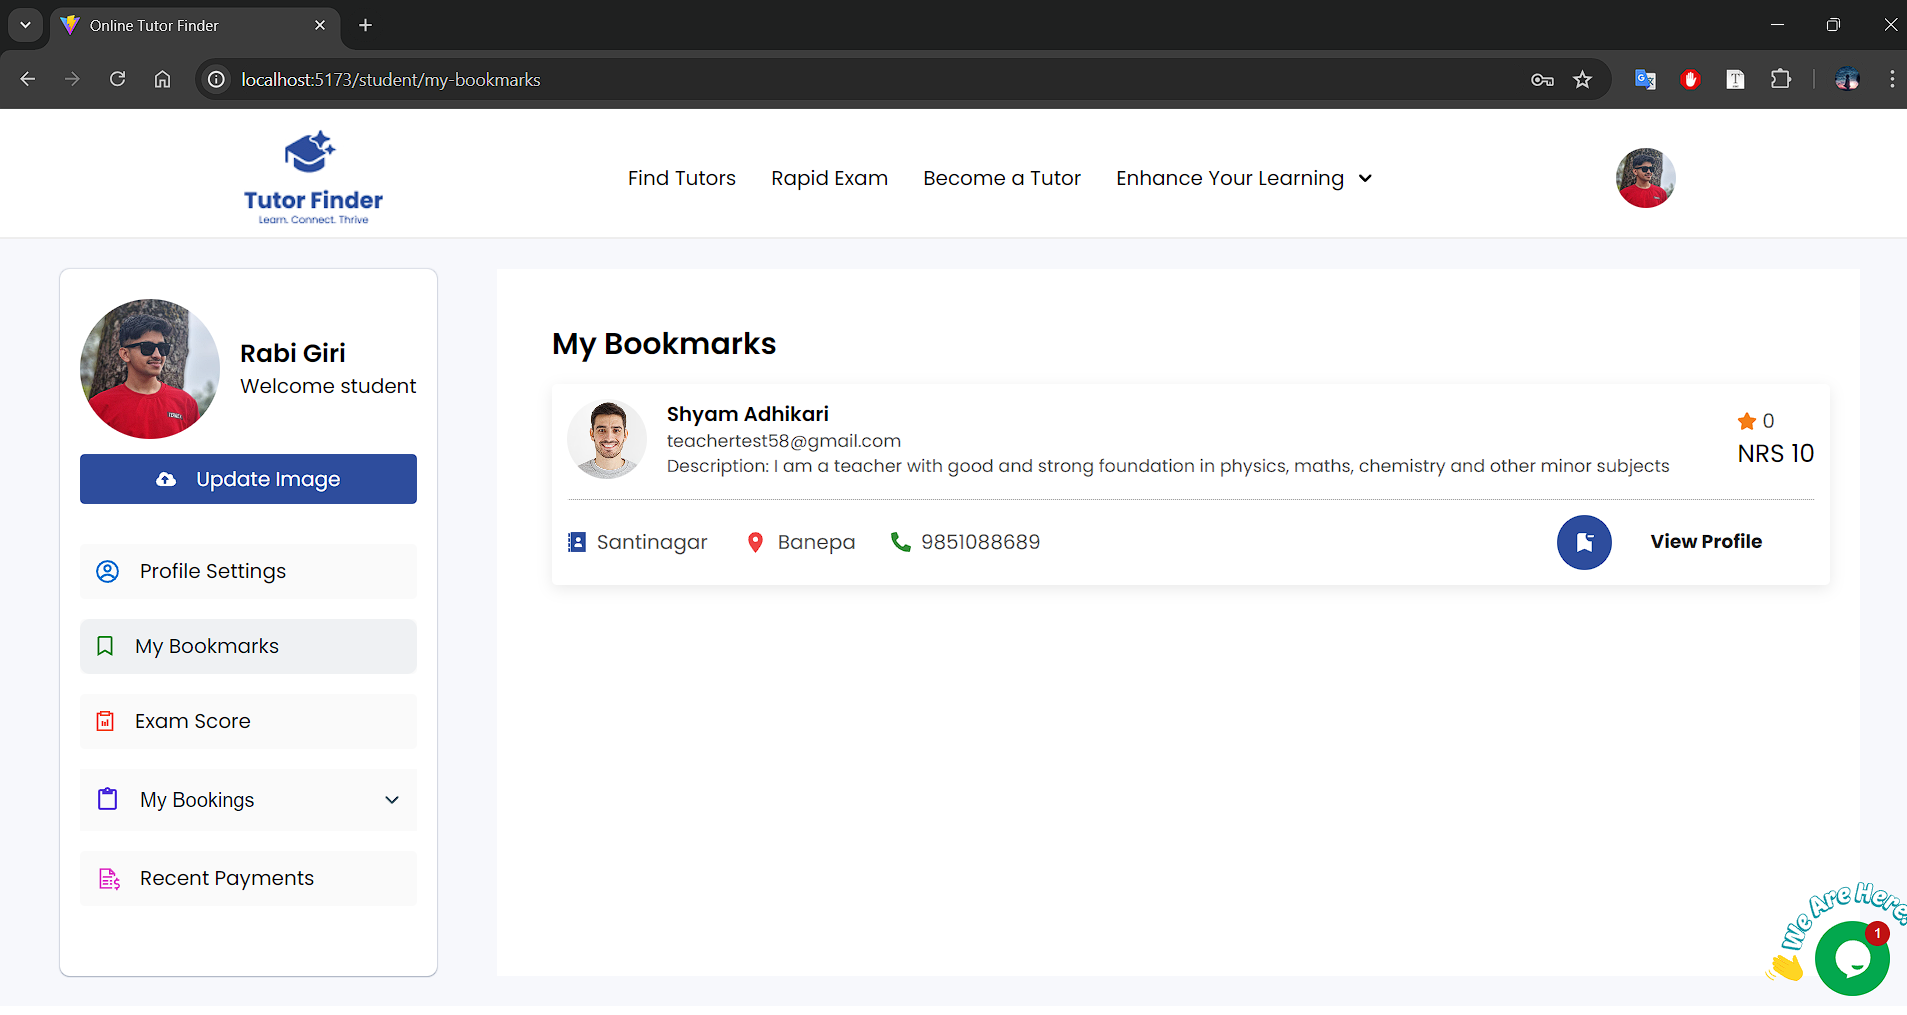 Online Tutor Finder
localhost:5173/student/my-bookmarks
Tutor Finder
Learn. Connect. Thrive
Find Tutors
Rapid Exam
Become a Tutor
Enhance Your Learning
Rabi Giri
Welcome student
Update Image
Profile Settings
My Bookmarks
Exam Score
My Bookings
Recent Payments
My Bookmarks
Shyam Adhikari
teachertest58@gmail.com
Description: I am a teacher with good and strong foundation in physics, maths, chemistry and other minor subjects
0
NRS 10
Santinagar
Banepa
9851088689
View Profile
We Are Here!
1